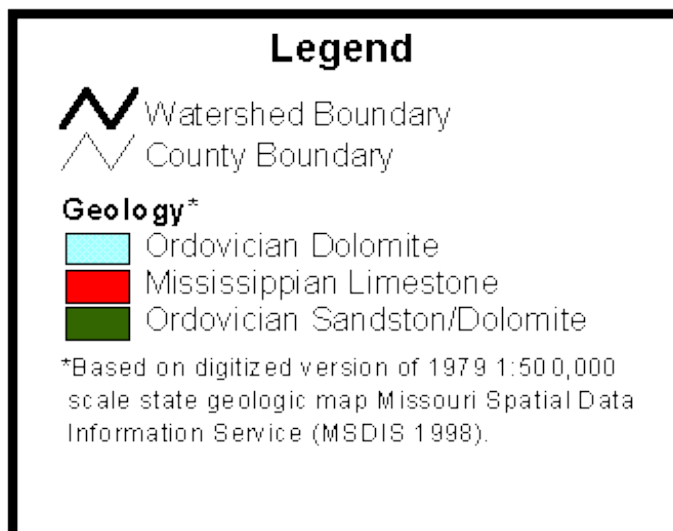 Legend
Watershed Boundary
County Boundary
Geology*
Ordovician Dolomite
Mississippian Limestone
Ordovician Sandston/Dolomite
*Based on digitized version of 1979 1:500,000
scale state geologic map Missouri Spatial Data
Information Service (MSDIS 1998).